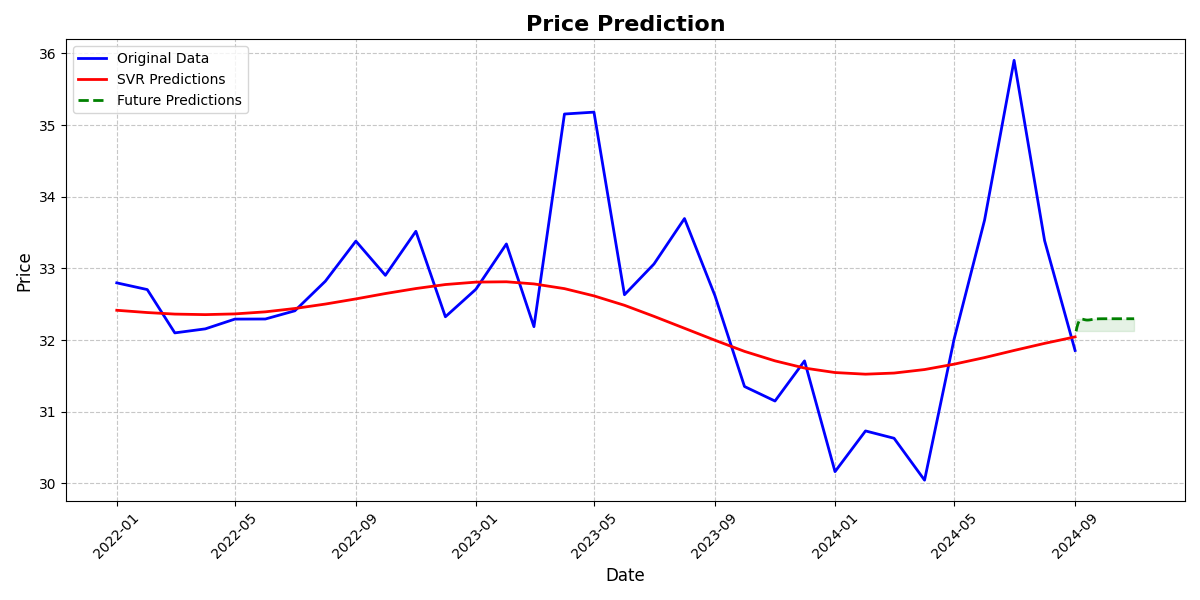 Price Prediction
Original Data
SVR Predictions
Future Predictions
Price
36
35
34
33
32
31
30
2022-01
2022-05
2022-09
2023-01
2023-05
2023-09
2024-01
2024-05
2024-09
Date